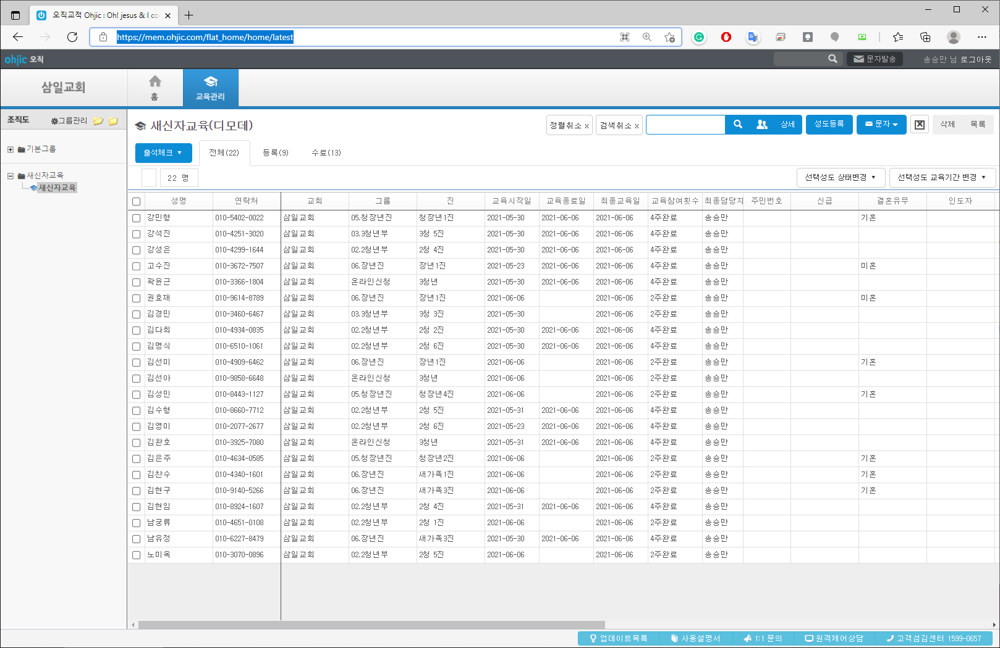 오직교적 Ohjic : Oh! jesus & I co
https://mem.ohjic.com/flat_home/home/latest
ohjic 오직
문자발송
송승만 님 로그아웃
삼일교회
홈
교육관리
조직도
그룹관리
기본그룹
새신자교육
새신자교육
새신자교육(디모데)
정렬취소 x
검색취소 x
상세
성도등록
문자
삭제
목록
출석체크 ▼
전체(22)
등록(9)
수료(13)
22 명
선택성도 상태변경 ▼
선택성도 교육기간 변경 ▼
성명 연락처 교회 그룹 진 교육시작일 교육종료일 최종교육일 교육참여횟수 최종담당자 주민번호 신급 결혼유무 인도자
강민형 010-5402-0022 삼일교회 05.청장년진 청장년1진 2021-05-30 2021-06-06 2021-06-06 4주완료 송승만 기혼
강석진 010-4251-3020 삼일교회 03.3청년부 3청 5진 2021-05-30 2021-06-06 2021-06-06 4주완료 송승만
강성은 010-4299-1644 삼일교회 02.2청년부 2청 4진 2021-05-30 2021-06-06 2021-06-06 4주완료 송승만
고수진 010-3672-7507 삼일교회 06.장년진 장년1진 2021-05-23 2021-06-06 2021-06-06 4주완료 송승만 미혼
곽윤근 010-3366-1804 삼일교회 온라인신청 3청년 2021-05-30 2021-06-06 2021-06-06 4주완료 송승만
권효재 010-9614-8789 삼일교회 06.장년진 장년1진 2021-06-06 2021-06-06 2주완료 송승만 미혼
김경민 010-3460-6467 삼일교회 03.3청년부 3청 3진 2021-05-30 2021-06-06 2주완료 송승만
김다희 010-4934-0835 삼일교회 02.2청년부 2청 2진 2021-05-30 2021-06-06 2021-06-06 4주완료 송승만
김명식 010-6510-1061 삼일교회 02.2청년부 2청 6진 2021-05-30 2021-06-06 2021-06-06 4주완료 송승만
김선미 010-4909-6462 삼일교회 06.장년진 장년1진 2021-06-06 2021-06-06 2주완료 송승만 기혼
김선아 010-9858-6648 삼일교회 온라인신청 3청년 2021-06-06 2021-06-06 2주완료 송승만
김성민 010-8443-1127 삼일교회 05.청장년진 청장년4진 2021-06-06 2021-06-06 2주완료 송승만 기혼
김수형 010-8660-7712 삼일교회 02.2청년부 2청 5진 2021-05-31 2021-06-06 2021-06-06 4주완료 송승만
김영미 010-2077-2677 삼일교회 02.2청년부 2청 6진 2021-05-23 2021-06-06 2021-06-06 4주완료 송승만
김완호 010-3925-7080 삼일교회 온라인신청 3청년 2021-05-31 2021-06-06 2021-06-06 4주완료 송승만
김은주 010-4634-0585 삼일교회 05.청장년진 청장년2진 2021-06-06 2021-06-06 2주완료 송승만 기혼
김찬수 010-4340-1601 삼일교회 06.장년진 새가족1진 2021-06-06 2021-06-06 2주완료 송승만 기혼
김현구 010-9140-5266 삼일교회 06.장년진 새가족3진 2021-06-06 2021-06-06 2주완료 송승만 기혼
김현임 010-8924-1607 삼일교회 02.2청년부 2청 4진 2021-05-31 2021-06-06 2021-06-06 4주완료 송승만
남궁류 010-4651-0108 삼일교회 02.2청년부 2청 1진 2021-06-06 2021-06-06 2주완료 송승만
남유정 010-6227-8479 삼일교회 06.장년진 새가족3진 2021-05-30 2021-06-06 2021-06-06 4주완료 송승만
노미옥 010-3070-0896 삼일교회 02.2청년부 2청 5진 2021-06-06 2021-06-06 2주완료 송승만
업데이트목록
사용설명서
1:1 문의
원격제어상담
고객섬김센터 1599-0657